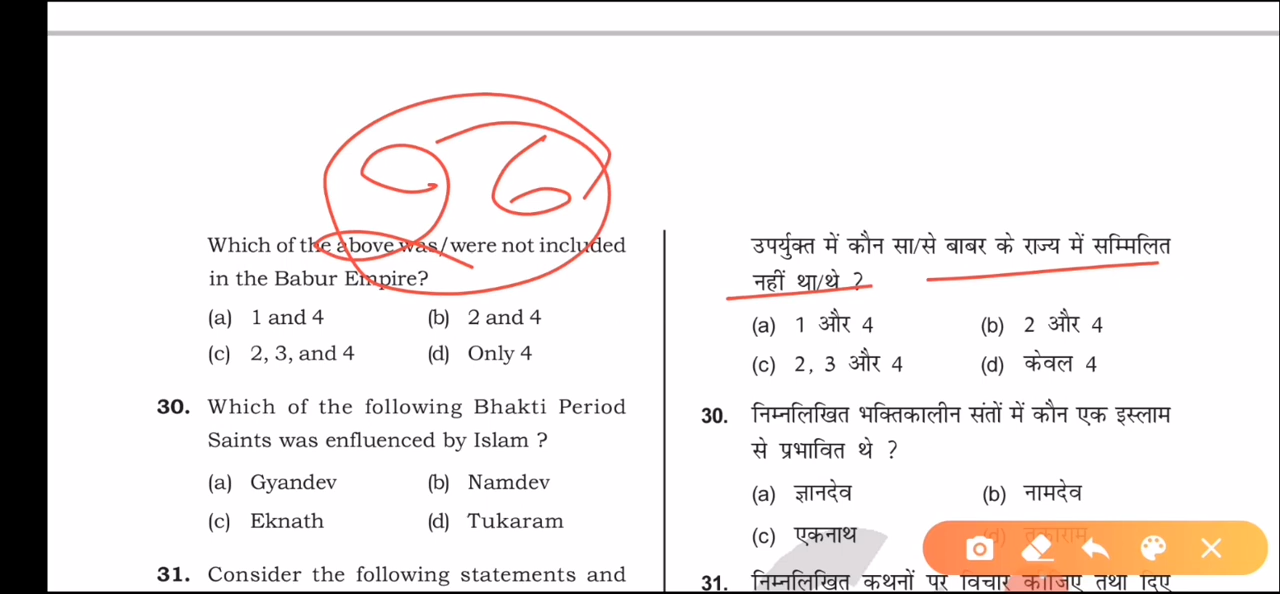 26
Which of the above was/were not included
in the Babur Empire?
(a) 1 and 4 (b) 2 and 4
(c) 2, 3, and 4 (d) Only 4
30. Which of the following Bhakti Period
Saints was enfluenced by Islam ?
(a) Gyandev (b) Namdev
(c) Eknath (d) Tukaram
31. Consider the following statements and
उपर्युक्त में कौन सा/से बाबर के राज्य में सम्मिलित
नहीं था/थे ?
(a) 1 और 4 (b) 2 और 4
(c) 2, 3 और 4 (d) केवल 4
30. निम्नलिखित भक्तिकालीन संतों में कौन एक इस्लाम
से प्रभावित थे ?
(a) ज्ञानदेव (b) नामदेव
(c) एकनाथ (d) तुकाराम
31. निम्नलिखित कथनों पर विचार कीजिए तथा दिए